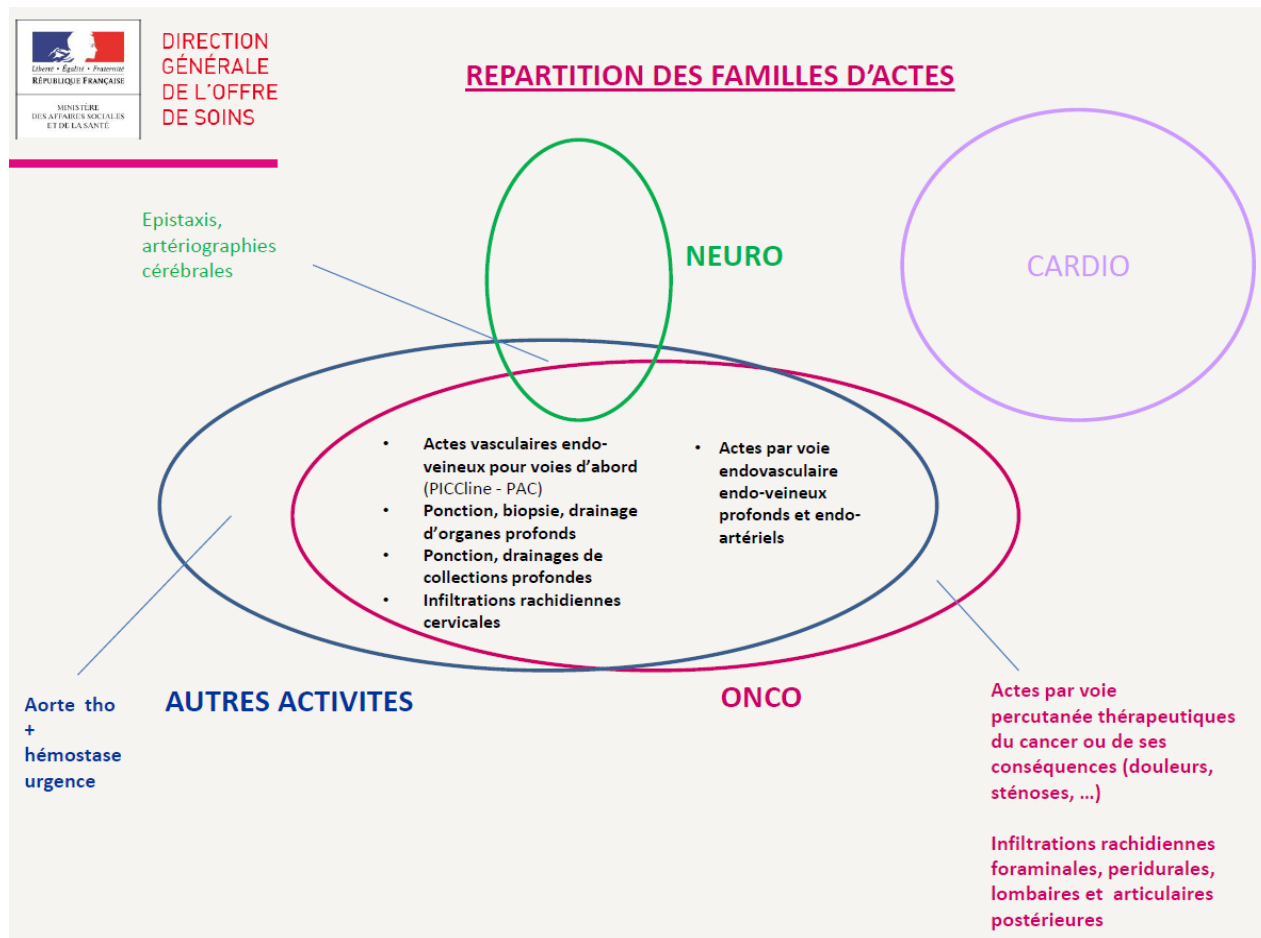 Liberté • Égalité • Fraternité
RÉPUBLIQUE FRANÇAISE
MINISTÈRE
DES AFFAIRES SOCIALES
ET DE LA SANTÉ
DIRECTION
GÉNÉRALE
DE L'OFFRE
DE SOINS
REPARTITION DES FAMILLES D'ACTES
Epistaxis,
artériographies
cérébrales
NEURO
CARDIO
• Actes vasculaires endo-
veineux pour voies d'abord
(PICCline - PAC)
• Ponction, biopsie, drainage
d'organes profonds
• Ponction, drainages de
collections profondes
• Infiltrations rachidiennes
cervicales
• Actes par voie
endovasculaire
endo-veineux
profonds et endo-
artériels
Aorte tho
+
hémostase
urgence
AUTRES ACTIVITES
ONCO
Actes par voie
percutanée thérapeutiques
du cancer ou de ses
conséquences (douleurs,
sténoses, …)
Infiltrations rachidiennes
foraminales, peridurales,
lombaires et articulaires
postérieures